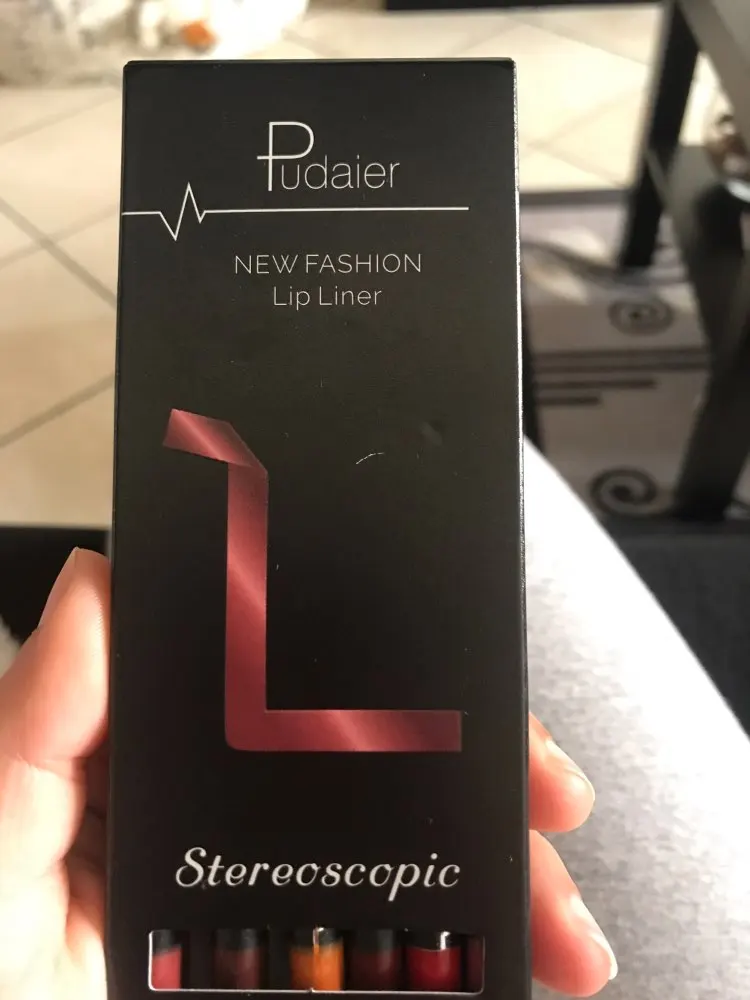 Pudaier
NEW FASHION
Lip Liner
L
Stereoscopic